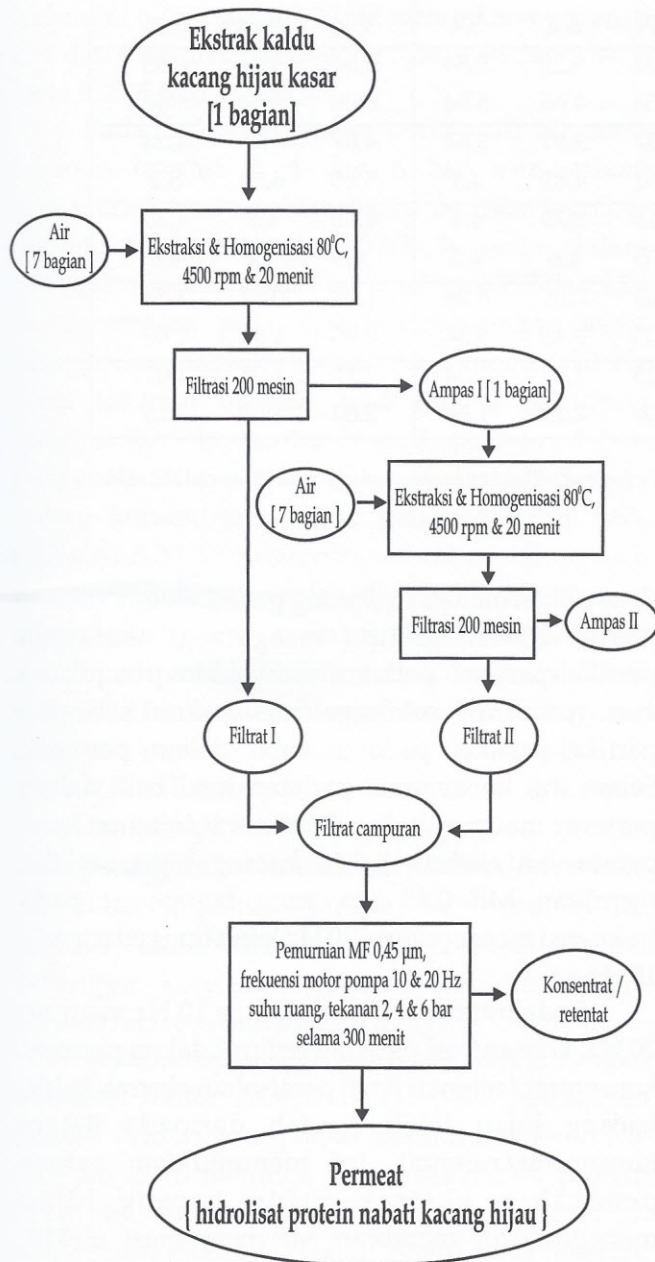 Ekstrak kaldu
kacang hijau kasar
[1 bagian]
Air
[ 7 bagian ]
Ekstraksi & Homogenisasi 80⁰C,
4500 rpm & 20 menit
Filtrasi 200 mesin
Ampas I [ 1 bagian]
Air
[ 7 bagian ]
Ekstraksi & Homogenisasi 80⁰C,
4500 rpm & 20 menit
Filtrasi 200 mesin
Ampas II
Filtrat I
Filtrat II
Filtrat campuran
Pemurnian MF 0,45 µm,
frekuensi motor pompa 10 & 20 Hz
suhu ruang, tekanan 2, 4 & 6 bar
selama 300 menit
Konsentrat /
retentat
Permeat
{ hidrolisat protein nabati kacang hijau }